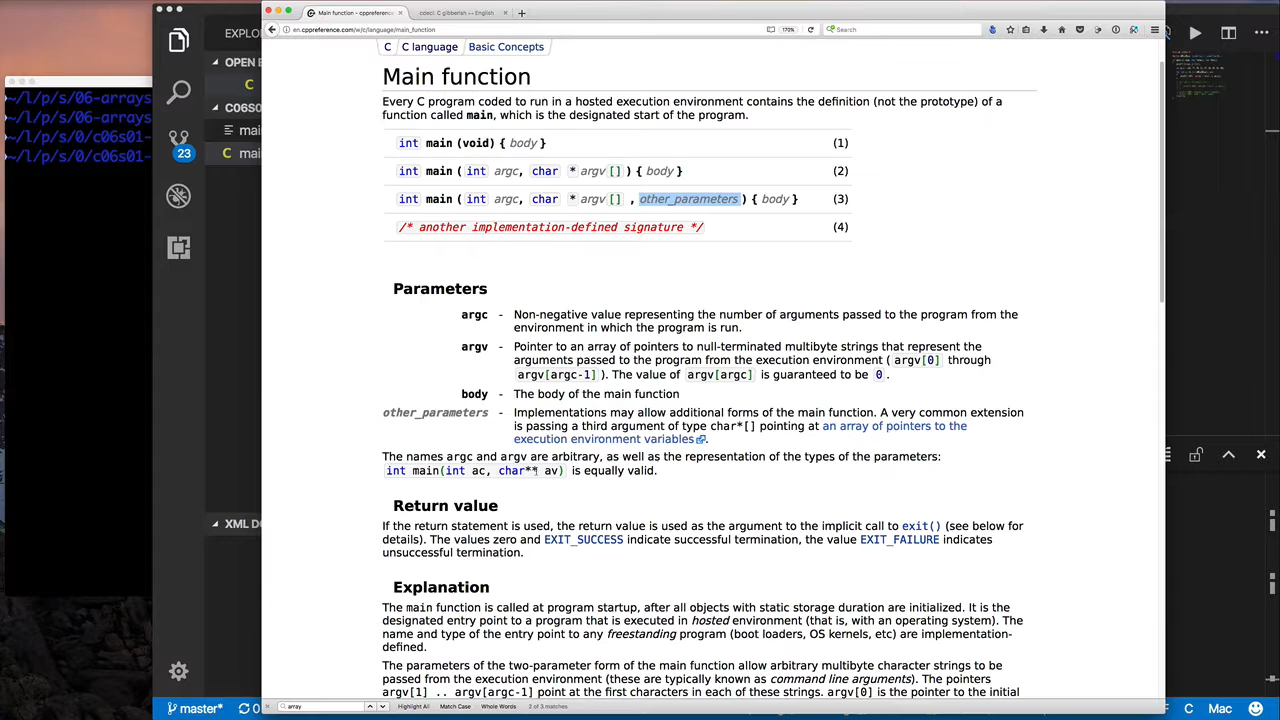 Main function - cppreference.c
cdecl: C gibberish ↔ English
en.cppreference.com/w/c/language/main_function
170%
Search
EXPLO
OPEN E
C
C06S0
mai
C mai
23
XML DO
~/l/p/s/06-arrays
~/l/p/s/06-arrays
~/l/p/s/0/c06s01-
~/l/p/s/0/c06s01-
C
C language
Basic Concepts
Main function
Every C program coded to run in a hosted execution environment contains the definition (not the prototype) of a
function called main, which is the designated start of the program.
int main (void) { body } (1)
int main ( int argc, char *argv[] ) { body } (2)
int main ( int argc, char *argv[] , other_parameters ) { body } (3)
/* another implementation-defined signature */ (4)
Parameters
argc - Non-negative value representing the number of arguments passed to the program from the
environment in which the program is run.
argv - Pointer to an array of pointers to null-terminated multibyte strings that represent the
arguments passed to the program from the execution environment ( argv[0] through
argv[argc-1] ). The value of argv[argc] is guaranteed to be 0 .
body - The body of the main function
other_parameters - Implementations may allow additional forms of the main function. A very common extension
is passing a third argument of type char*[] pointing at an array of pointers to the
execution environment variables.
The names argc and argv are arbitrary, as well as the representation of the types of the parameters:
int main(int ac, char** av) is equally valid.
Return value
If the return statement is used, the return value is used as the argument to the implicit call to exit() (see below for
details). The values zero and EXIT_SUCCESS indicate successful termination, the value EXIT_FAILURE indicates
unsuccessful termination.
Explanation
The main function is called at program startup, after all objects with static storage duration are initialized. It is the
designated entry point to a program that is executed in hosted environment (that is, with an operating system). The
name and type of the entry point to any freestanding program (boot loaders, OS kernels, etc) are implementation-
defined.
The parameters of the two-parameter form of the main function allow arbitrary multibyte character strings to be
passed from the execution environment (these are typically known as command line arguments). The pointers
argv[1] .. argv[argc-1] point at the first characters in each of these strings. argv[0] is the pointer to the initial
array
Highlight All
Match Case
Whole Words
2 of 3 matches
master*
0
C
Mac